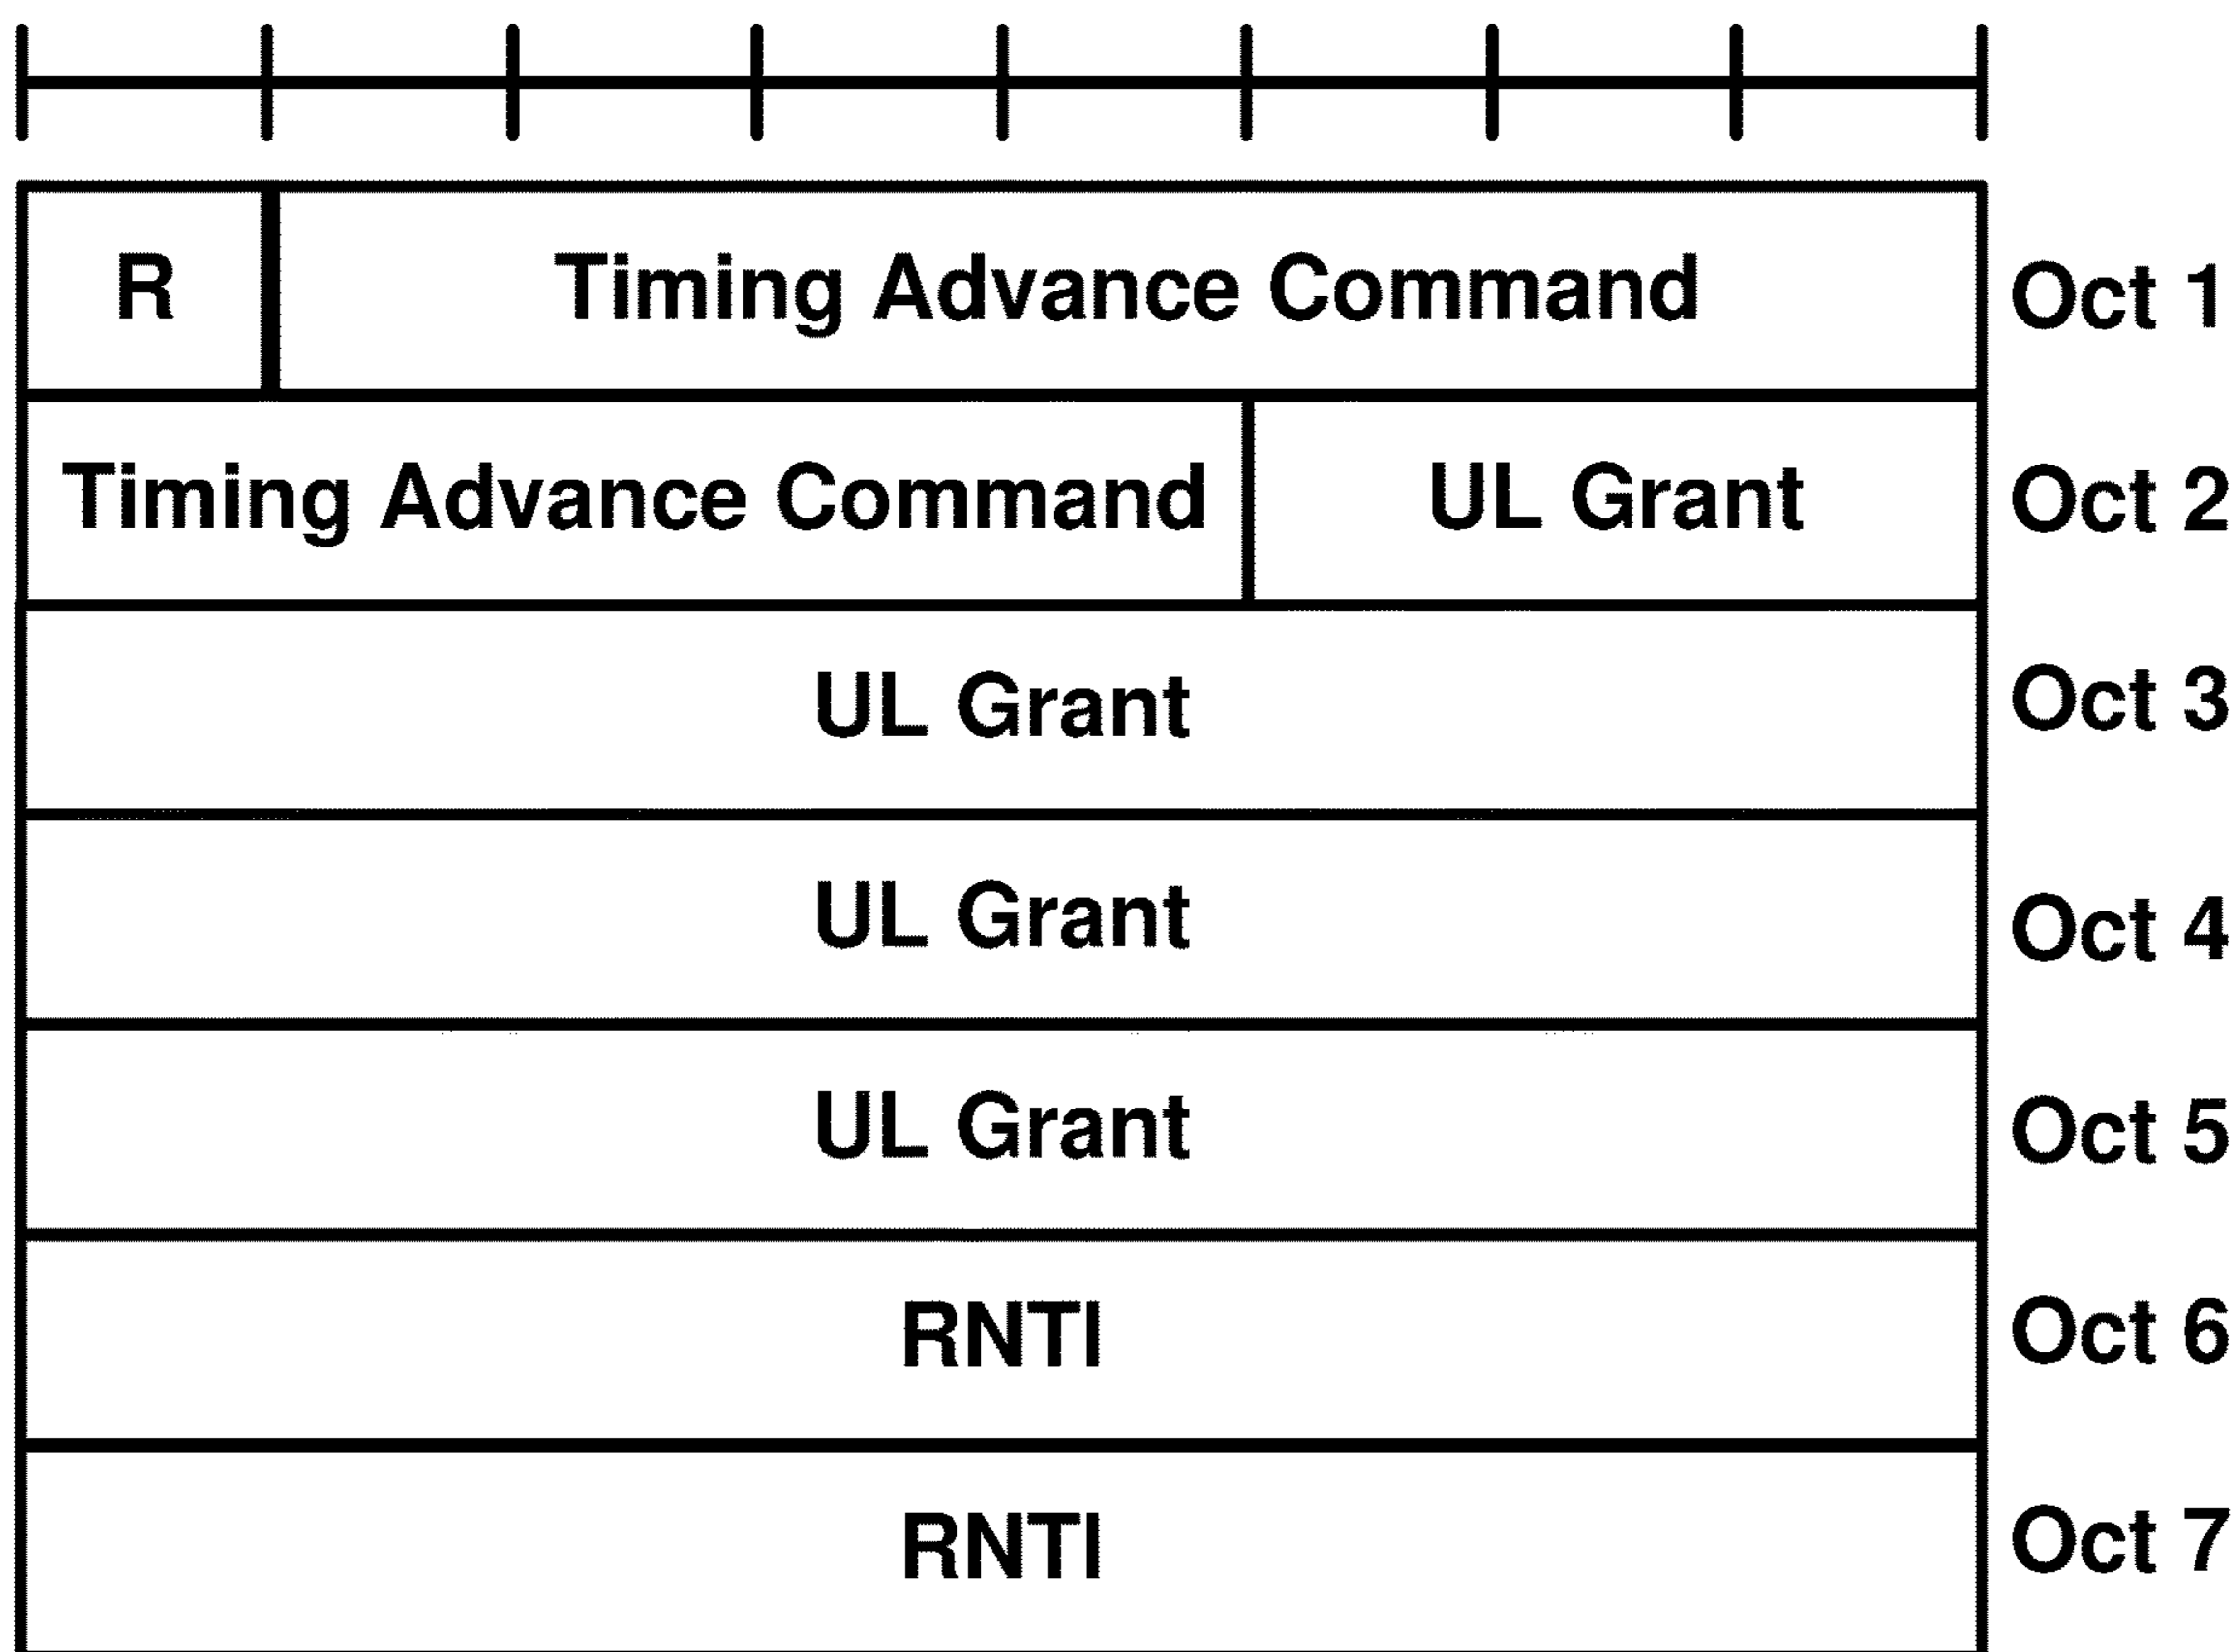 R Timing Advance Command Oct 1
Timing Advance Command UL Grant Oct 2
UL Grant Oct 3
UL Grant Oct 4
UL Grant Oct 5
RNTI Oct 6
RNTI Oct 7